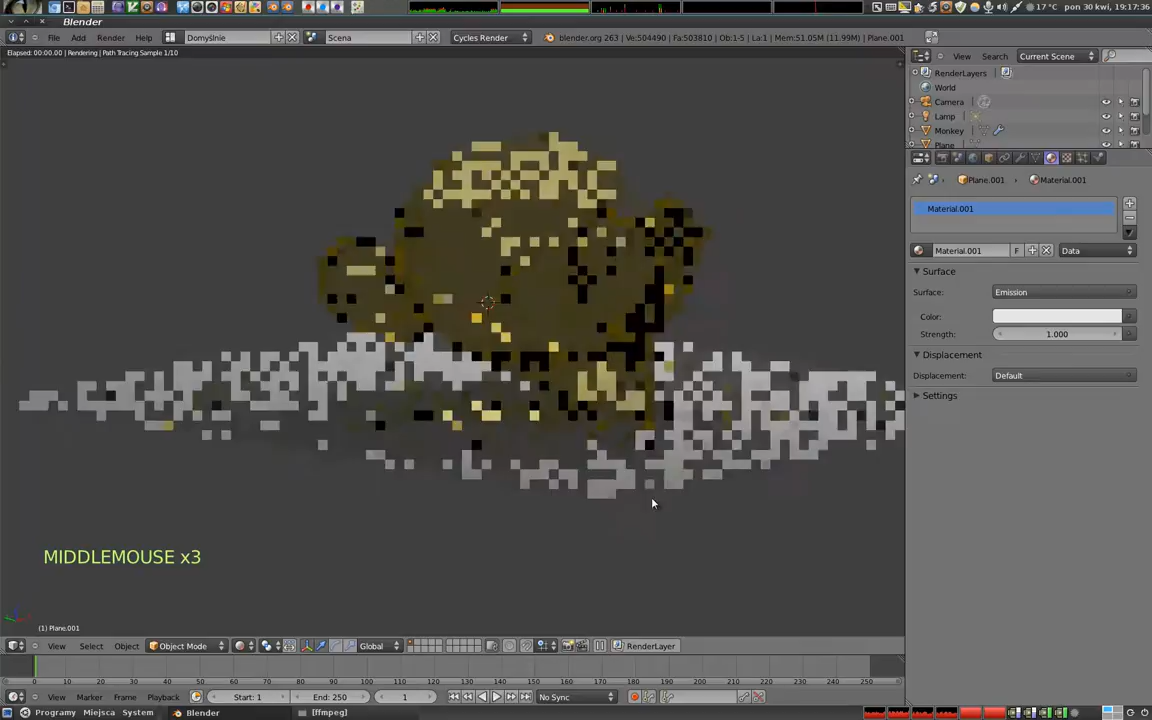 17 °C pon 30 kwi, 19:17:36
Blender
File Add Render Help Domyślnie Scena Cycles Render blender.org 263 | Ve:504490 | Fa:503810 | Ob:1-5 | La:1 | Mem:51.05M (11.99M) | Plane.001
Elapsed: 00:00.00 | Rendering | Path Tracing Sample 1/10
View Search Current Scene
RenderLayers
World
Camera
Lamp
Monkey
Plane
Plane.001 Material.001
Material.001
Material.001 F Data
Surface
Surface: Emission
Color:
Strength: 1.000
Displacement
Displacement: Default
Settings
MIDDLEMOUSE x3
(1) Plane.001
View Select Object Object Mode Global RenderLayer
0 10 20 30 40 50 60 70 80 90 100 110 120 130 140 150 160 170 180 190 200 210 220 230 240 250
View Marker Frame Playback Start: 1 End: 250 1 No Sync
Programy Miejsca System Blender [ffmpeg]